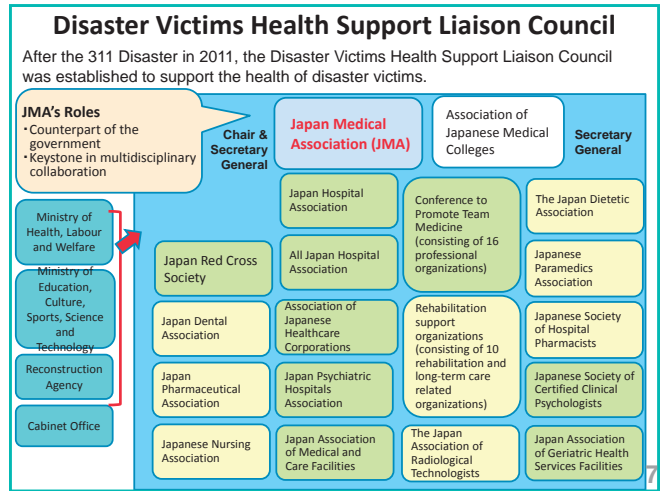 Disaster Victims Health Support Liaison Council
After the 311 Disaster in 2011, the Disaster Victims Health Support Liaison Council
was established to support the health of disaster victims.
JMA's Roles
・Counterpart of the
government
・Keystone in multidisciplinary
collaboration
Chair &
Secretary
General
Japan Medical
Association (JMA)
Association of
Japanese Medical
Colleges
Secretary
General
Ministry of
Health, Labour
and Welfare
Ministry of
Education,
Culture,
Sports, Science
and
Technology
Reconstruction
Agency
Cabinet Office
Japan Red Cross
Society
Japan Dental
Association
Japan
Pharmaceutical
Association
Japanese Nursing
Association
Japan Hospital
Association
All Japan Hospital
Association
Association of
Japanese
Healthcare
Corporations
Japan Psychiatric
Hospitals
Association
Japan Association
of Medical and
Care Facilities
Conference to
Promote Team
Medicine
(consisting of 16
professional
organizations)
Rehabilitation
support
organizations
(consisting of 10
rehabilitation and
long-term care
related
organizations)
The Japan
Association of
Radiological
Technologists
The Japan Dietetic
Association
Japanese
Paramedics
Association
Japanese Society
of Hospital
Pharmacists
Japanese Society of
Certified Clinical
Psychologists
Japan Association
of Geriatric Health
Services Facilities
7